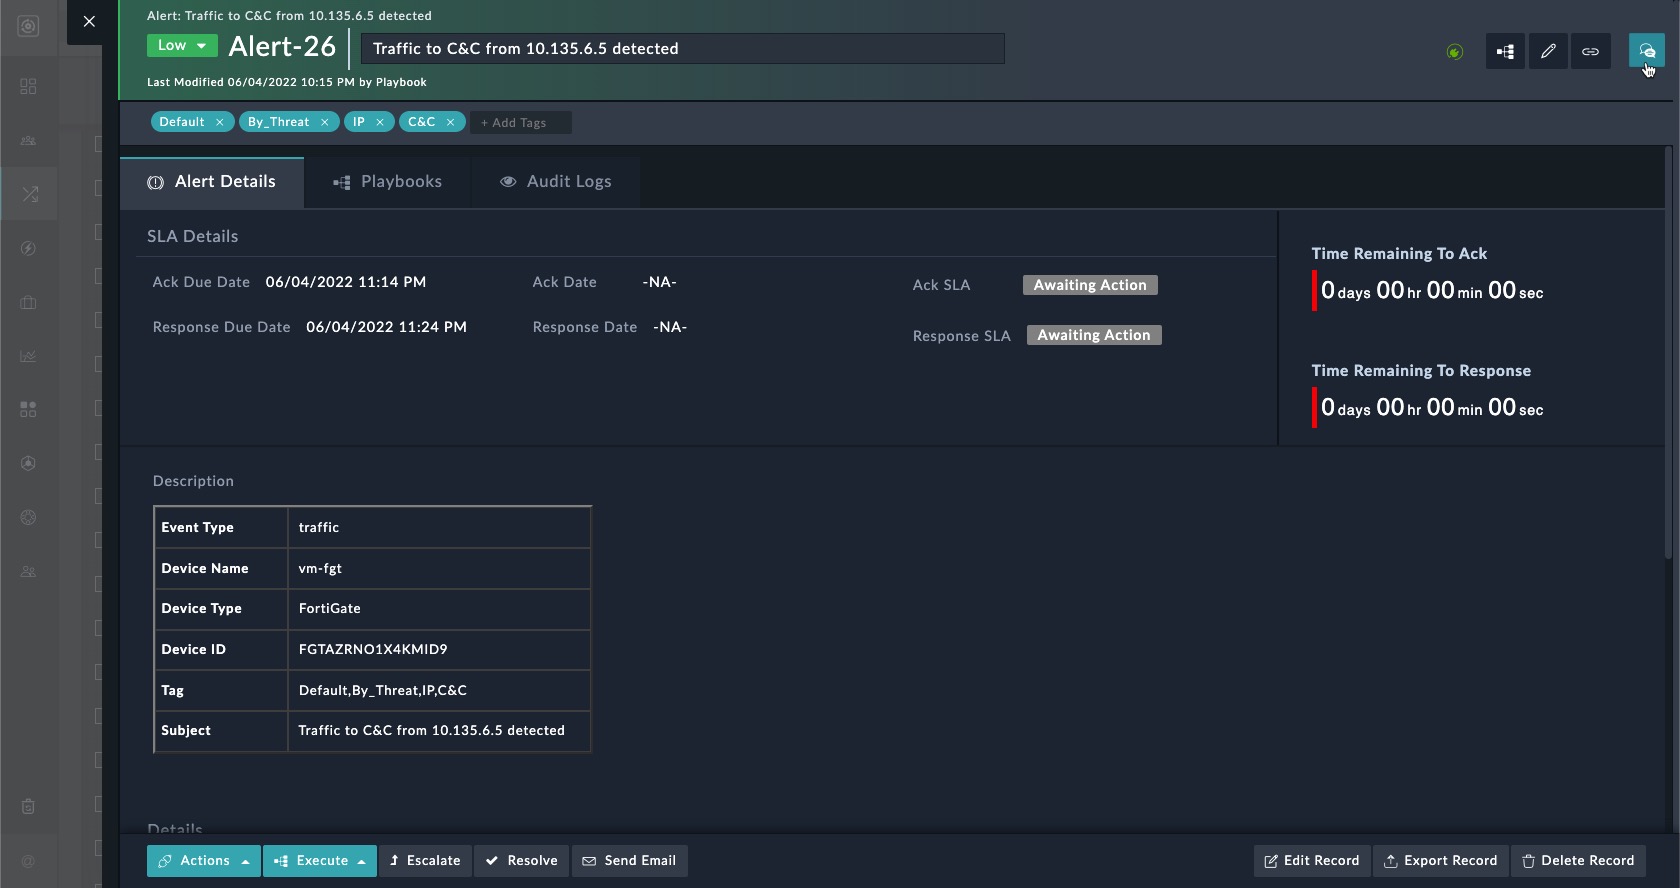 Alert: Traffic to C&C from 10.135.6.5 detected
Low Alert-26 Traffic to C&C from 10.135.6.5 detected
Last Modified 06/04/2022 10:15 PM by Playbook
Default × By_Threat × IP × C&C × + Add Tags
Alert Details Playbooks Audit Logs
SLA Details
Ack Due Date 06/04/2022 11:14 PM Ack Date -NA- Ack SLA Awaiting Action
Response Due Date 06/04/2022 11:24 PM Response Date -NA- Response SLA Awaiting Action
Time Remaining To Ack
0 days 00 hr 00 min 00 sec
Time Remaining To Response
0 days 00 hr 00 min 00 sec
Description
Event Type traffic
Device Name vm-fgt
Device Type FortiGate
Device ID FGTAZRNO1X4KMID9
Tag Default,By_Threat,IP,C&C
Subject Traffic to C&C from 10.135.6.5 detected
Details
Actions Execute Escalate Resolve Send Email Edit Record Export Record Delete Record